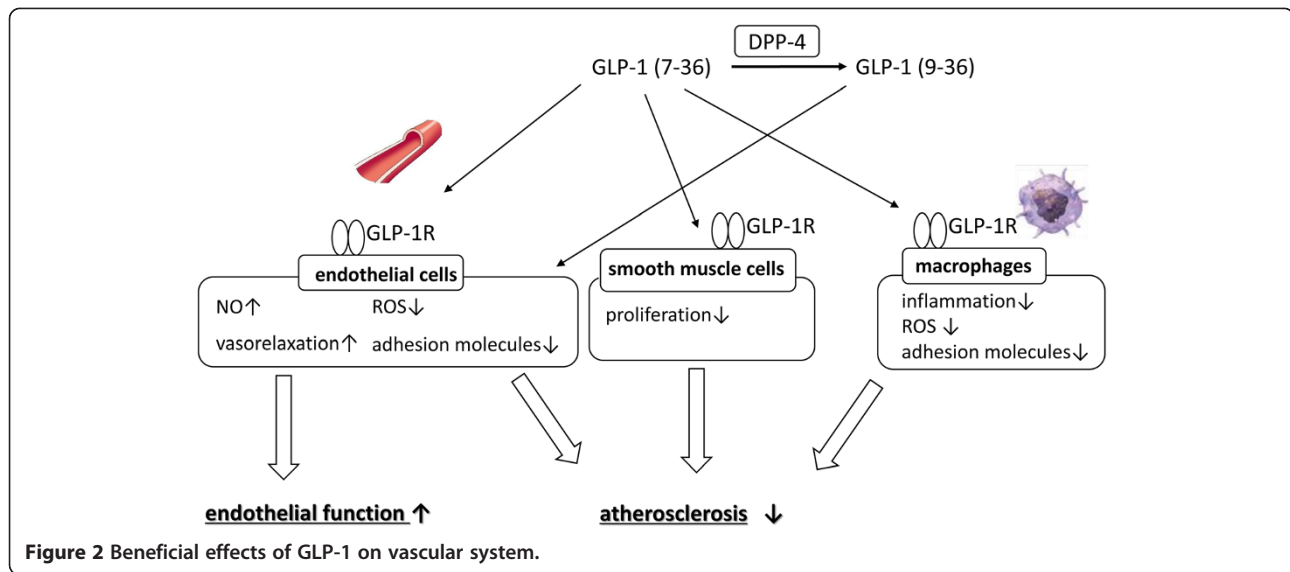 DPP-4
GLP-1 (7-36)
GLP-1 (9-36)
GLP-1R
GLP-1R
GLP-1R
endothelial cells
smooth muscle cells
macrophages
NO↑ ROS↓
vasorelaxation↑ adhesion molecules↓
proliferation↓
inflammation↓
ROS ↓
adhesion molecules↓
endothelial function ↑
atherosclerosis ↓
Figure 2 Beneficial effects of GLP-1 on vascular system.